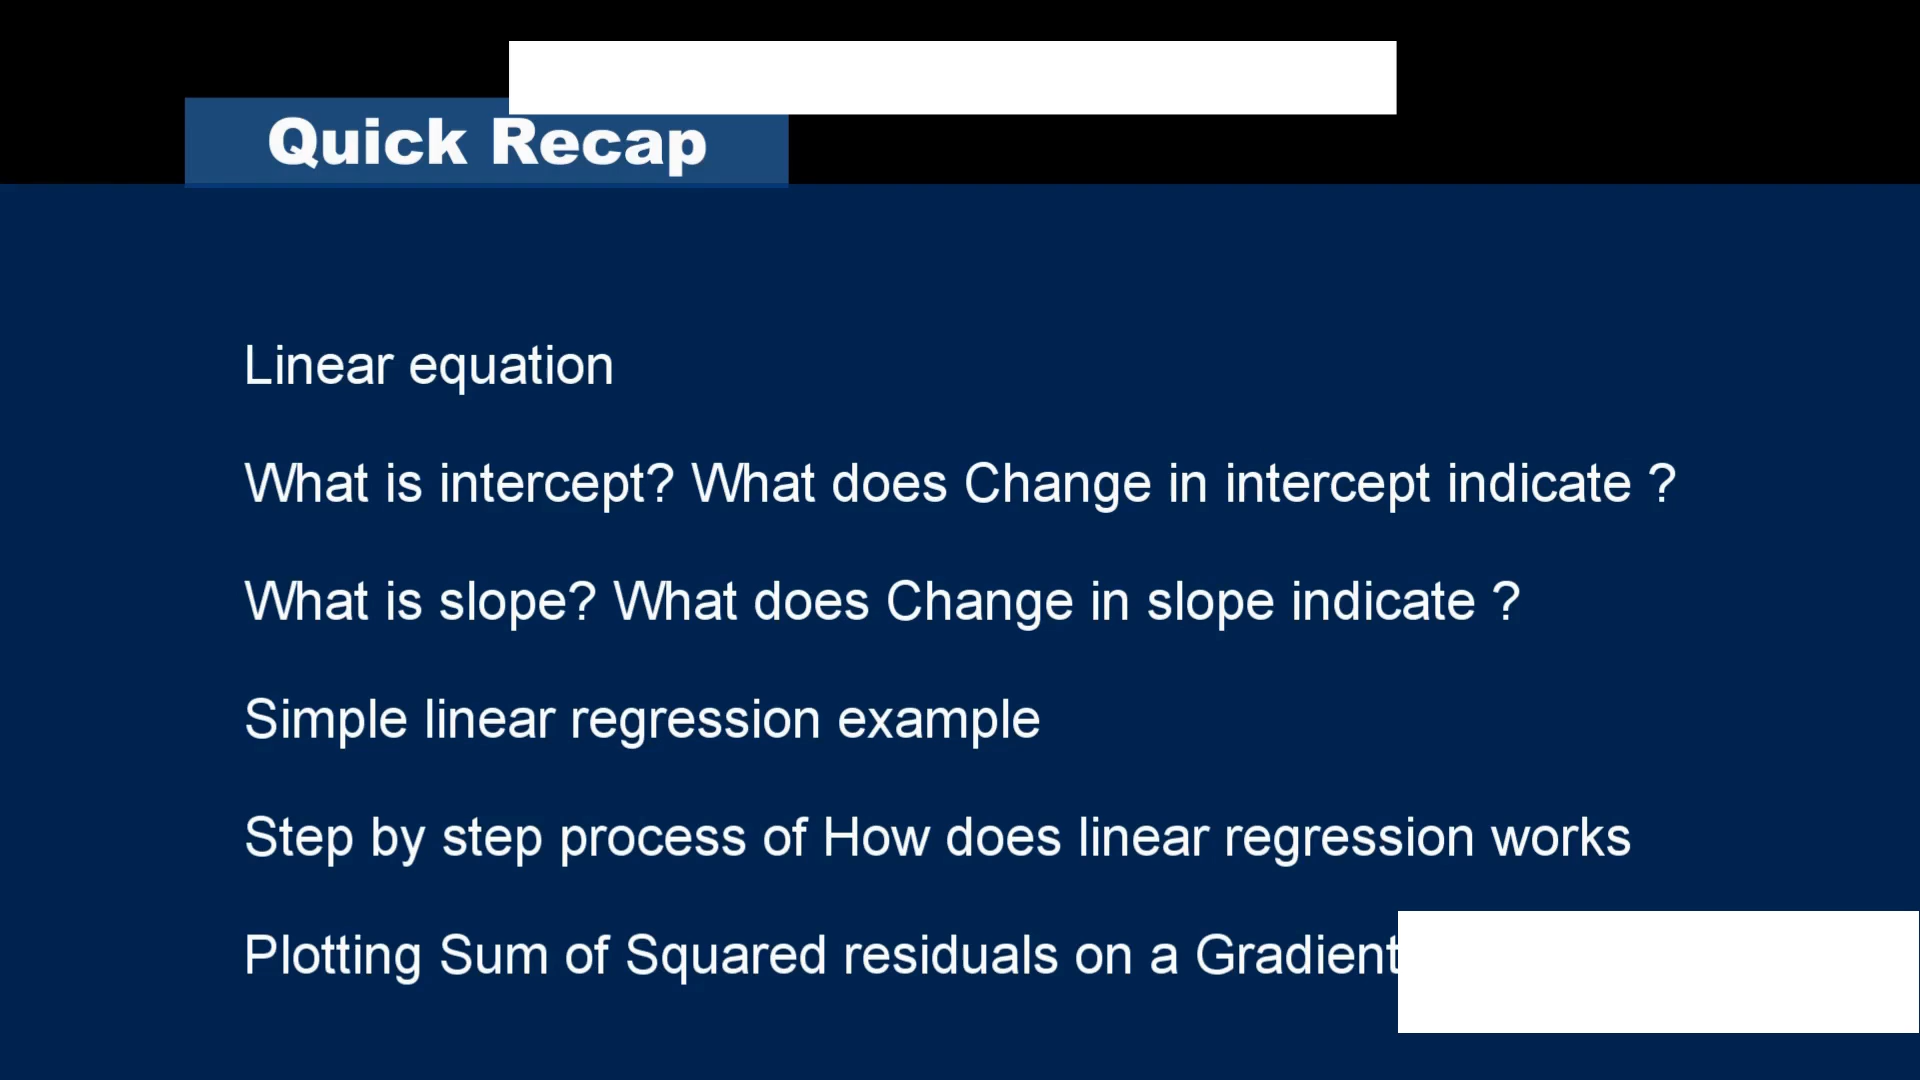 Quick Recap
Linear equation
What is intercept? What does Change in intercept indicate ?
What is slope? What does Change in slope indicate ?
Simple linear regression example
Step by step process of How does linear regression works
Plotting Sum of Squared residuals on a Gradient